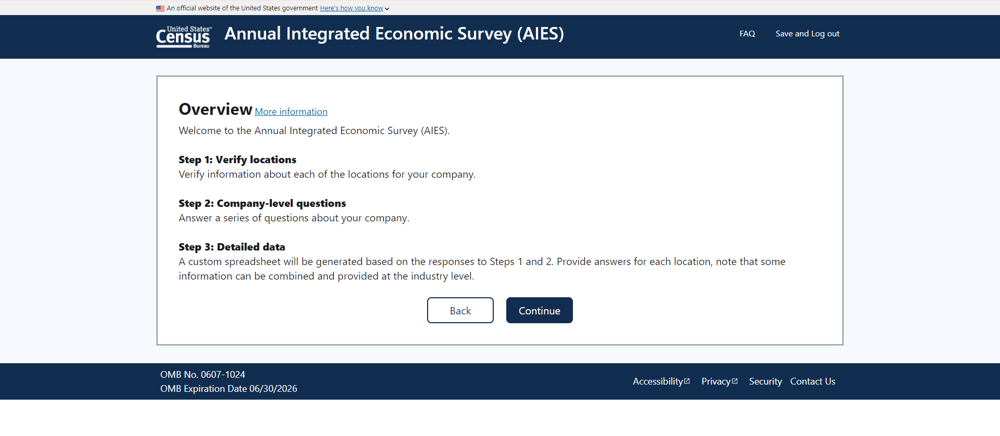 An official website of the United States government Here's how you know
United States®
Census
Bureau
Annual Integrated Economic Survey (AIES)
FAQ
Save and Log out
Overview More information
Welcome to the Annual Integrated Economic Survey (AIES).
Step 1: Verify locations
Verify information about each of the locations for your company.
Step 2: Company-level questions
Answer a series of questions about your company.
Step 3: Detailed data
A custom spreadsheet will be generated based on the responses to Steps 1 and 2. Provide answers for each location, note that some
information can be combined and provided at the industry level.
Back
Continue
OMB No. 0607-1024
OMB Expiration Date 06/30/2026
Accessibility
Privacy
Security
Contact Us